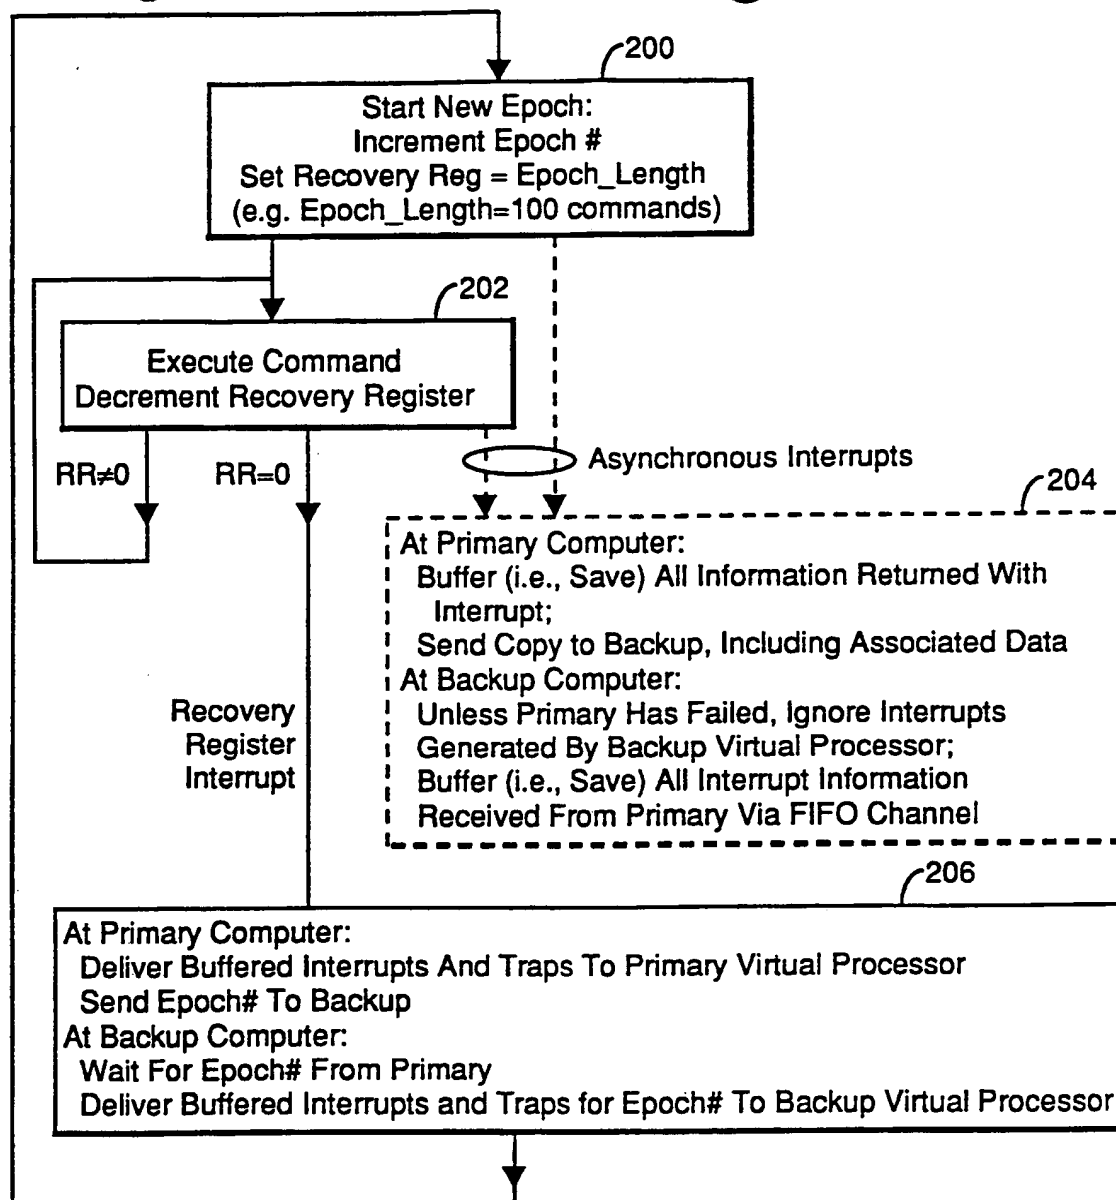 200
Start New Epoch:
Increment Epoch #
Set Recovery Reg = Epoch_Length
(e.g. Epoch_Length=100 commands)
202
Execute Command
Decrement Recovery Register
RR≠0
RR=0
Asynchronous Interrupts
204
At Primary Computer:
Buffer (i.e., Save) All Information Returned With
Interrupt;
Send Copy to Backup, Including Associated Data
At Backup Computer:
Unless Primary Has Failed, Ignore Interrupts
Generated By Backup Virtual Processor;
Buffer (i.e., Save) All Interrupt Information
Received From Primary Via FIFO Channel
Recovery
Register
Interrupt
206
At Primary Computer:
Deliver Buffered Interrupts And Traps To Primary Virtual Processor
Send Epoch# To Backup
At Backup Computer:
Wait For Epoch# From Primary
Deliver Buffered Interrupts and Traps for Epoch# To Backup Virtual Processor